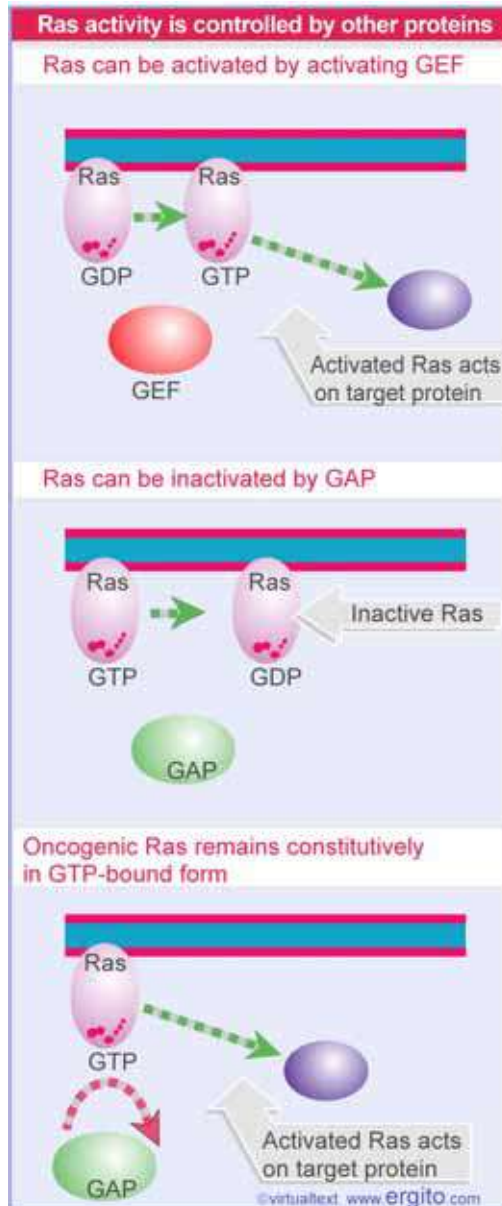 Ras activity is controlled by other proteins
Ras can be activated by activating GEF
Ras Ras
GDP GTP
GEF
Activated Ras acts
on target protein
Ras can be inactivated by GAP
Ras Ras
Inactive Ras
GTP GDP
GAP
Oncogenic Ras remains constitutively
in GTP-bound form
Ras
GTP
Activated Ras acts
on target protein
GAP
©virtualtext www.ergito.com